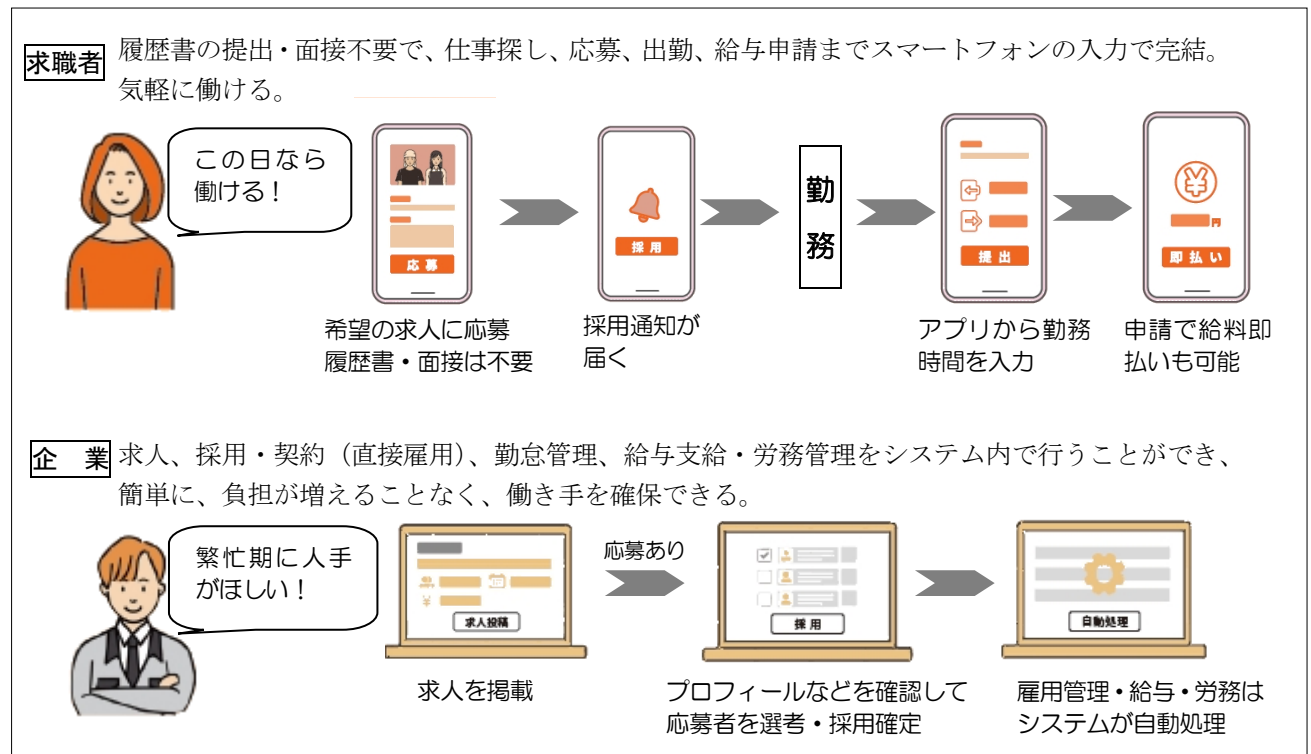 求職者
履歴書の提出・面接不要で、仕事探し、応募、出勤、給与申請までスマートフォンの入力で完結。
気軽に働ける。
この日なら
働ける！
応募
採用
勤
務
提出
円
即払い
希望の求人に応募
履歴書・面接は不要
採用通知が
届く
アプリから勤務
時間を入力
申請で給料即
払いも可能
企　業
求人、採用・契約（直接雇用）、勤怠管理、給与支給・労務管理をシステム内で行うことができ、
簡単に、負担が増えることなく、働き手を確保できる。
繁忙期に人手
がほしい！
求人投稿
応募あり
採用
自動処理
求人を掲載
プロフィールなどを確認して
応募者を選考・採用確定
雇用管理・給与・労務は
システムが自動処理